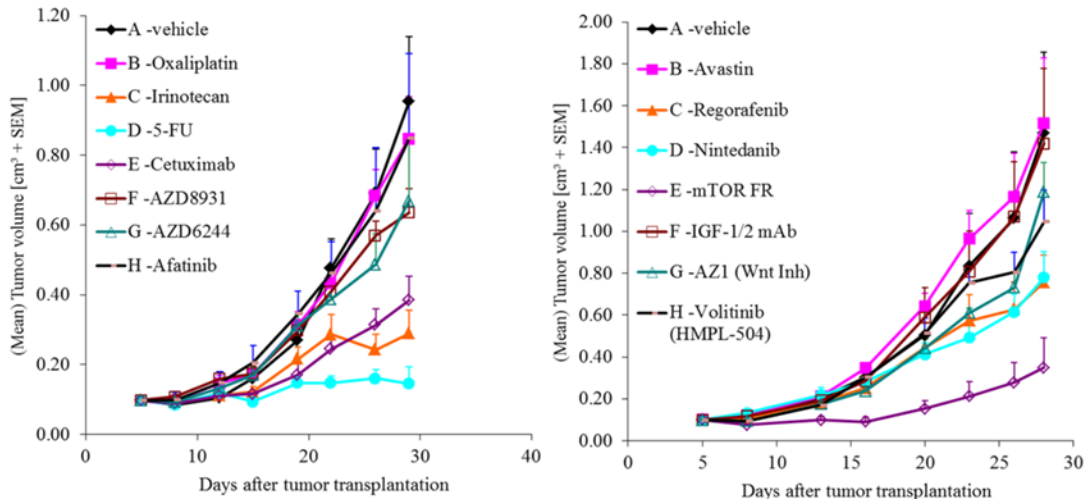 1.20
1.00
0.80
0.60
0.40
0.20
0.00
(Mean) Tumor volume [cm³ + SEM]
A -vehicle
B -Oxaliplatin
C -Irinotecan
D -5-FU
E -Cetuximab
F -AZD8931
G -AZD6244
H -Afatinib
0 10 20 30 40
Days after tumor transplantation
2.00
1.80
1.60
1.40
1.20
1.00
0.80
0.60
0.40
0.20
0.00
(Mean) Tumor volume [cm³ + SEM]
A -vehicle
B -Avastin
C -Regorafenib
D -Nintedanib
E -mTOR FR
F -IGF-1/2 mAb
G -AZ1 (Wnt Inh)
H -Volitinib
(HMPL-504)
0 5 10 15 20 25 30
Days after tumor transplantation